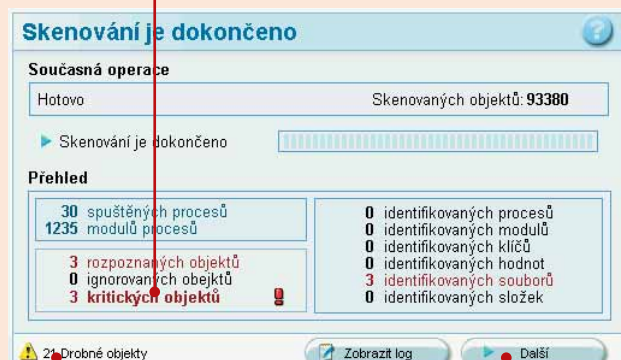 Skenování je dokončeno
Současná operace
Hotovo Skenovaných objektů: 93380
Skenování je dokončeno
Přehled
30 spuštěných procesů
1235 modulů procesů
3 rozpoznaných objektů
0 ignorovaných obejktů
3 kritických objektů
0 identifikovaných procesů
0 identifikovaných modulů
0 identifikovaných klíčů
0 identifikovaných hodnot
3 identifikovaných souborů
0 identifikovaných složek
21 Drobné objekty
Zobrazit log
Další